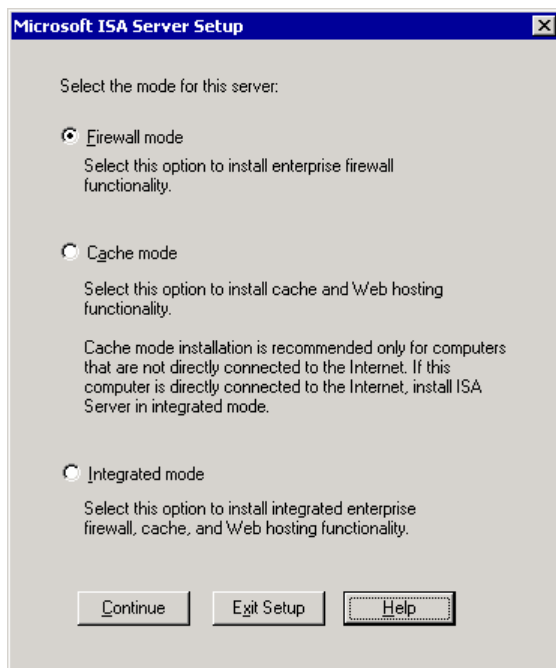 Microsoft ISA Server Setup
Select the mode for this server:
Firewall mode
Select this option to install enterprise firewall
functionality.
Cache mode
Select this option to install cache and Web hosting
functionality.
Cache mode installation is recommended only for computers
that are not directly connected to the Internet. If this
computer is directly connected to the Internet, install ISA
Server in integrated mode.
Integrated mode
Select this option to install integrated enterprise
firewall, cache, and Web hosting functionality.
Continue Exit Setup Help